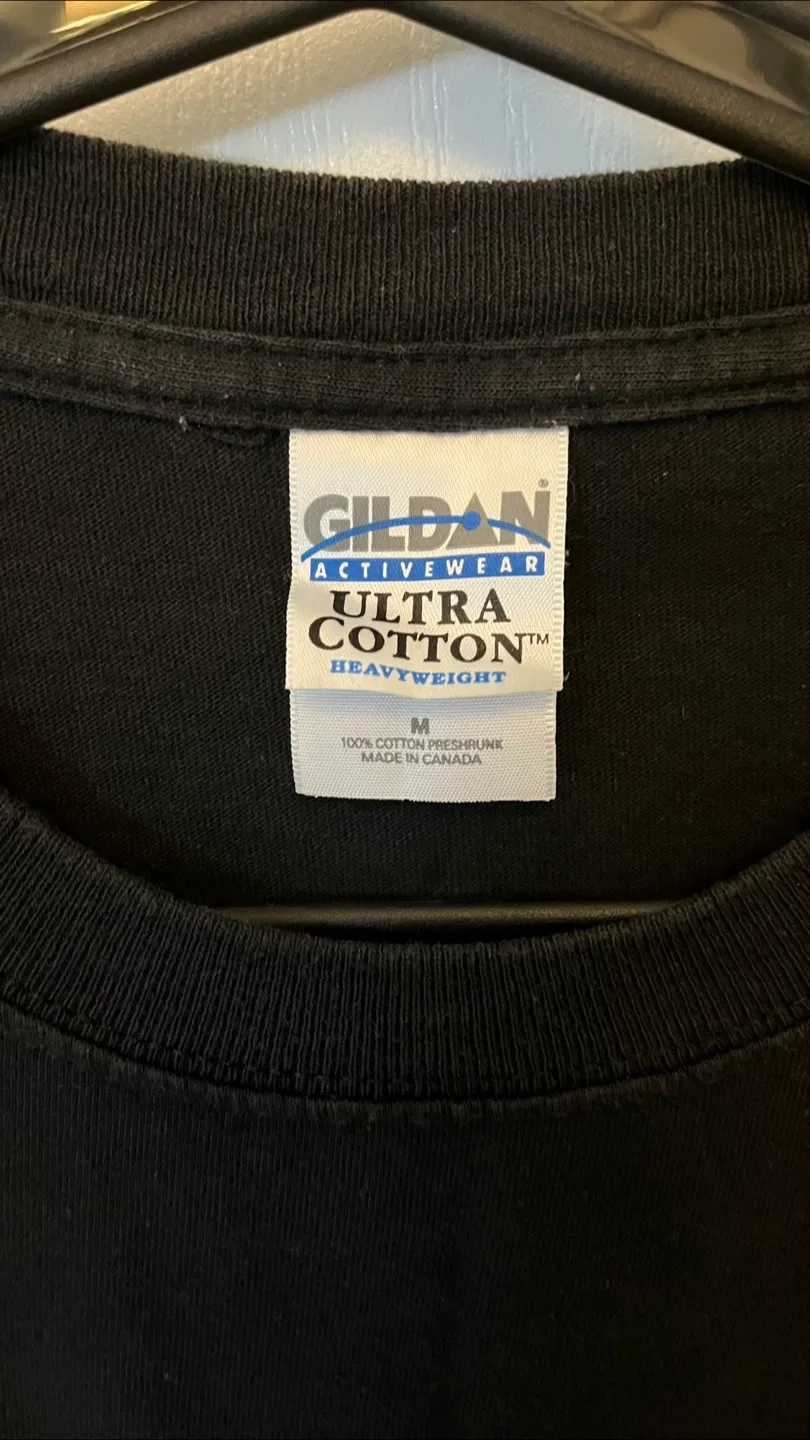 GILDAN®
ACTIVEWEAR
ULTRA
COTTON™
HEAVYWEIGHT
M
100% COTTON PRESHRUNK
MADE IN CANADA